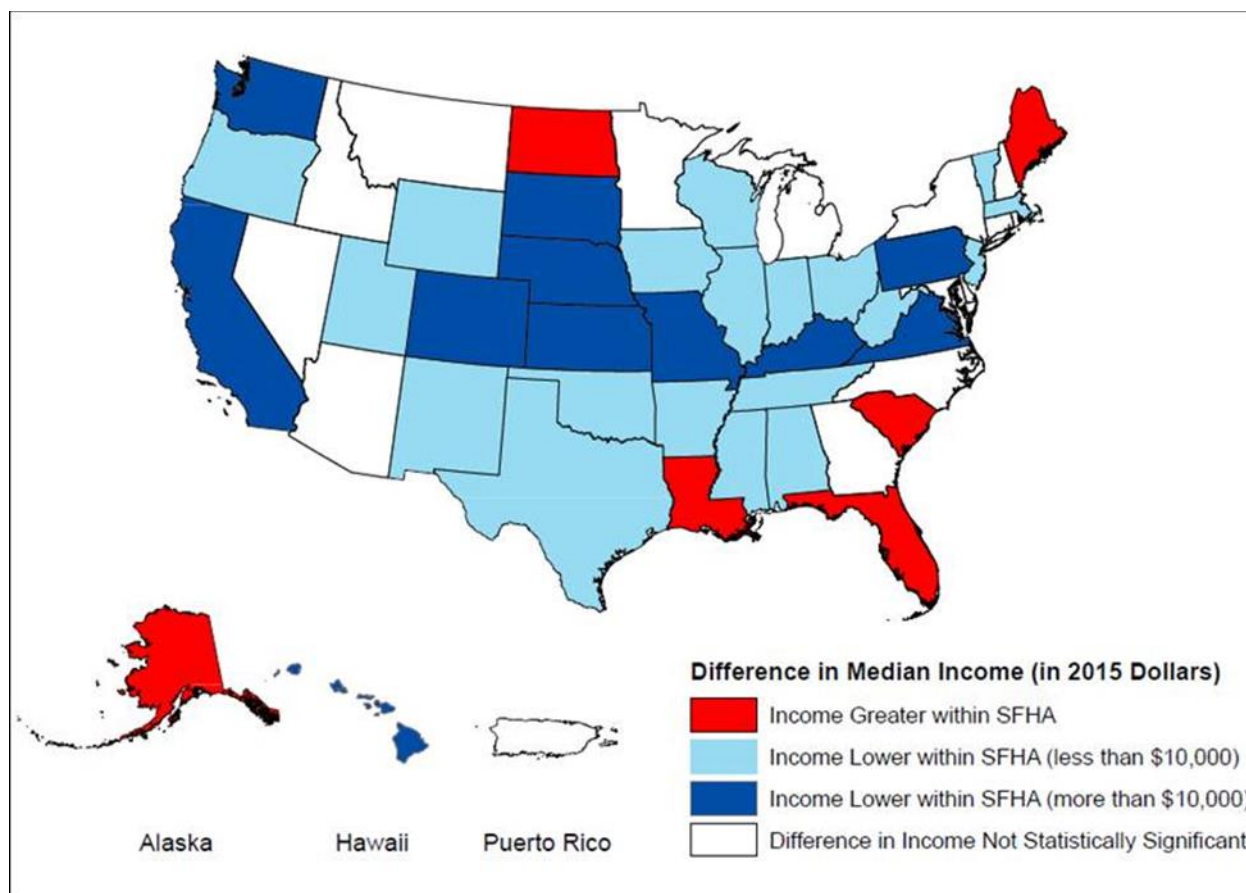 Alaska
Hawaii
Puerto Rico
Difference in Median Income (in 2015 Dollars)
Income Greater within SFHA
Income Lower within SFHA (less than $10,000)
Income Lower within SFHA (more than $10,000)
Difference in Income Not Statistically Significant